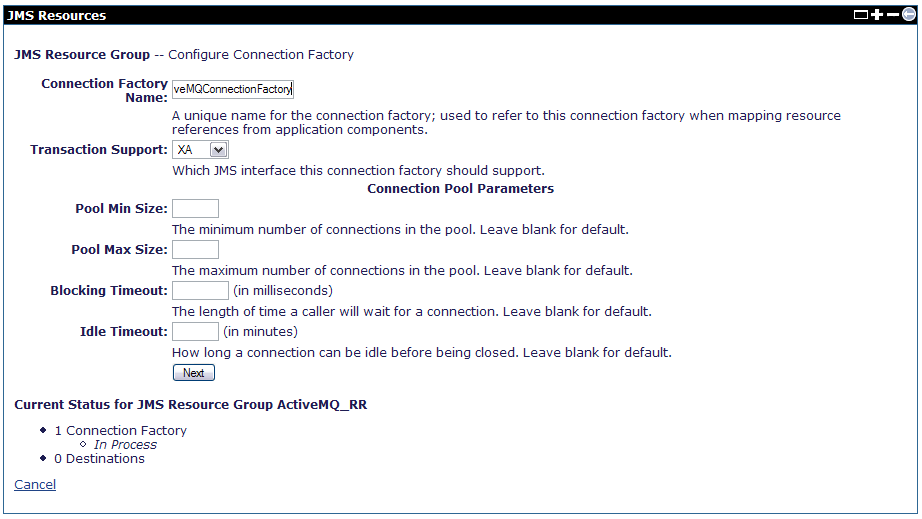 JMS Resources
JMS Resource Group -- Configure Connection Factory
Connection Factory
Name:
veMQConnectionFactory
A unique name for the connection factory; used to refer to this connection factory when mapping resource
references from application components.
Transaction Support: XA
Which JMS interface this connection factory should support.
Connection Pool Parameters
Pool Min Size:
The minimum number of connections in the pool. Leave blank for default.
Pool Max Size:
The maximum number of connections in the pool. Leave blank for default.
Blocking Timeout: (in milliseconds)
The length of time a caller will wait for a connection. Leave blank for default.
Idle Timeout: (in minutes)
How long a connection can be idle before being closed. Leave blank for default.
Next
Current Status for JMS Resource Group ActiveMQ_RR
1 Connection Factory
In Process
0 Destinations
Cancel